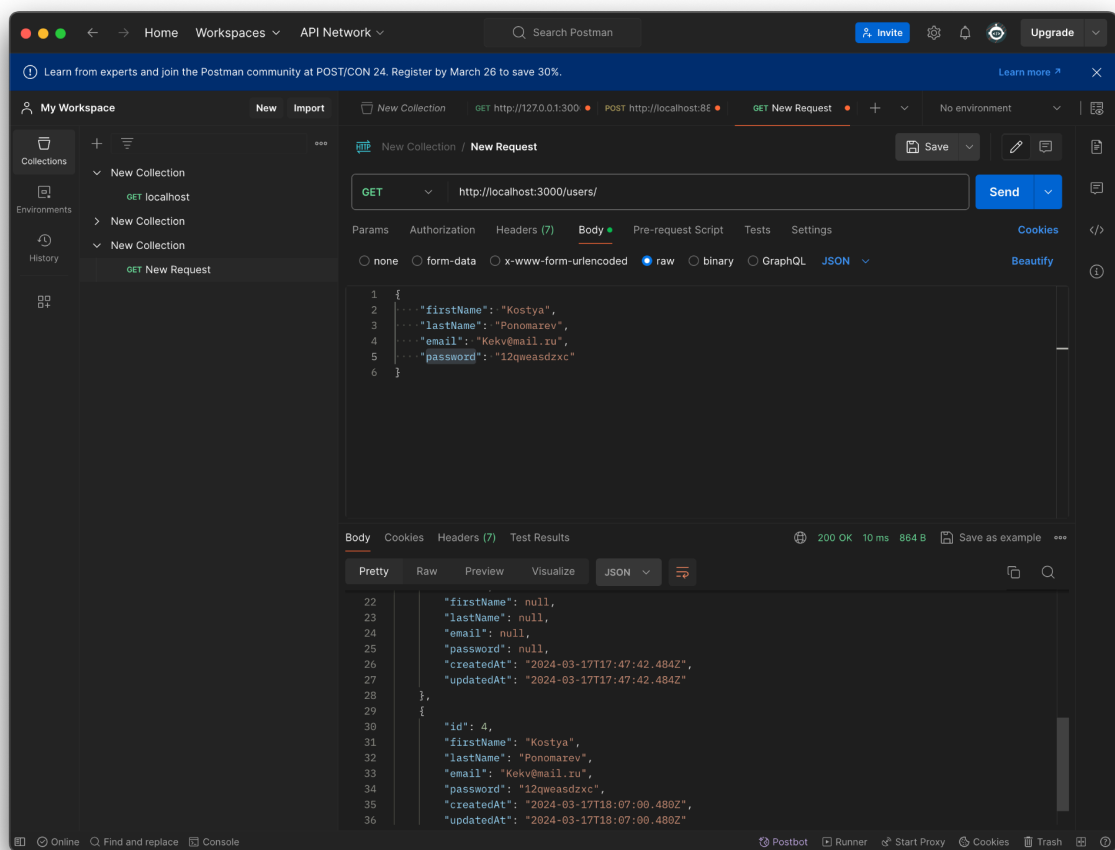 Home Workspaces API Network Search Postman Invite Upgrade
Learn from experts and join the Postman community at POST/CON 24. Register by March 26 to save 30%. Learn more
My Workspace New Import New Collection GET http://127.0.0.1:300 POST http://localhost:88 GET New Request No environment
Collections
Environments
History
New Collection
GET localhost
New Collection
New Collection
GET New Request
HTTP New Collection / New Request Save
GET http://localhost:3000/users/ Send
Params Authorization Headers (7) Body Pre-request Script Tests Settings Cookies
none form-data x-www-form-urlencoded raw binary GraphQL JSON Beautify
1 {
2 "firstName": "Kostya",
3 "lastName": "Ponomarev",
4 "email": "Kekv@mail.ru",
5 "password": "12qweasdzxc"
6 }
Body Cookies Headers (7) Test Results 200 OK 10 ms 864 B Save as example
Pretty Raw Preview Visualize JSON
22 "firstName": null,
23 "lastName": null,
24 "email": null,
25 "password": null,
26 "createdAt": "2024-03-17T17:47:42.484Z",
27 "updatedAt": "2024-03-17T17:47:42.484Z"
28 },
29 {
30 "id": 4,
31 "firstName": "Kostya",
32 "lastName": "Ponomarev",
33 "email": "Kekv@mail.ru",
34 "password": "12qweasdzxc",
35 "createdAt": "2024-03-17T18:07:00.480Z",
36 "updatedAt": "2024-03-17T18:07:00.480Z"
Online Find and replace Console Postbot Runner Start Proxy Cookies Trash